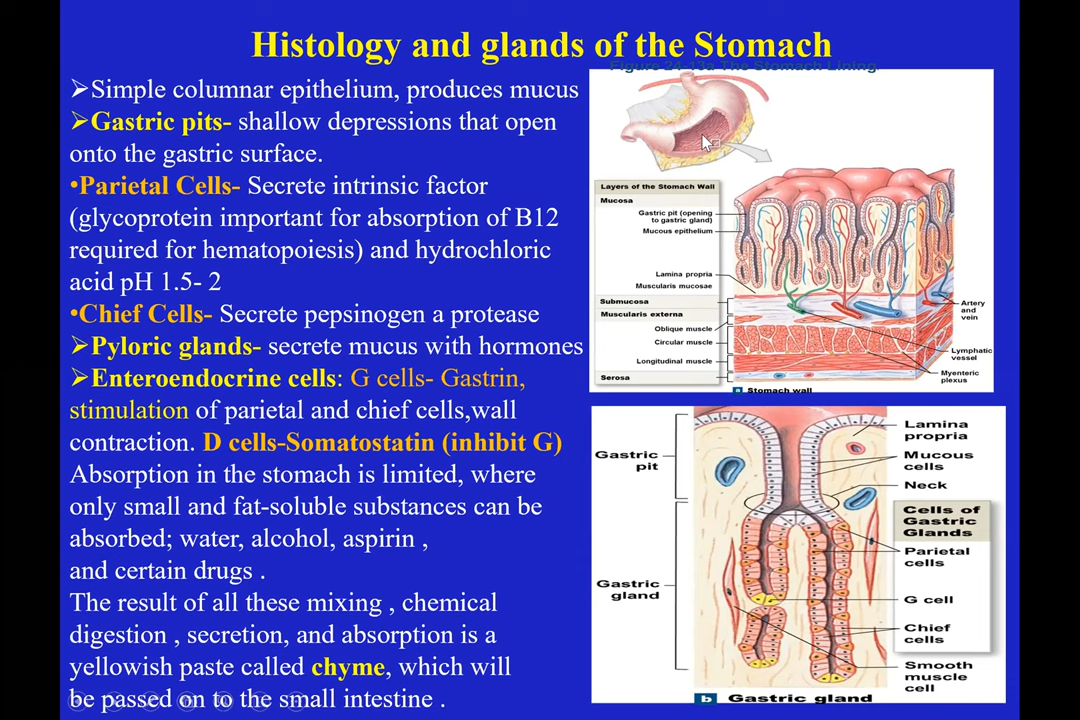 Histology and glands of the Stomach
➢Simple columnar epithelium, produces mucus
➢Gastric pits- shallow depressions that open
onto the gastric surface.
•Parietal Cells- Secrete intrinsic factor
(glycoprotein important for absorption of B12
required for hematopoiesis) and hydrochloric
acid pH 1.5- 2
•Chief Cells- Secrete pepsinogen a protease
➢Pyloric glands- secrete mucus with hormones
➢Enteroendocrine cells: G cells- Gastrin,
stimulation of parietal and chief cells,wall
contraction. D cells-Somatostatin (inhibit G)
Absorption in the stomach is limited, where
only small and fat-soluble substances can be
absorbed; water, alcohol, aspirin ,
and certain drugs .
The result of all these mixing , chemical
digestion , secretion, and absorption is a
yellowish paste called chyme, which will
be passed on to the small intestine .
Figure 24-13a The Stomach Lining
Layers of the Stomach Wall
Mucosa
Gastric pit (opening
to gastric gland)
Mucous epithelium
Lamina propria
Muscularis mucosae
Submucosa
Muscularis externa
Oblique muscle
Circular muscle
Longitudinal muscle
Serosa
Artery
and
vein
Lymphatic
vessel
Myenteric
plexus
a Stomach wall
Gastric
pit
Gastric
gland
Lamina
propria
Mucous
cells
Neck
Cells of
Gastric
Glands
Parietal
cells
G cell
Chief
cells
Smooth
muscle
cell
b Gastric gland